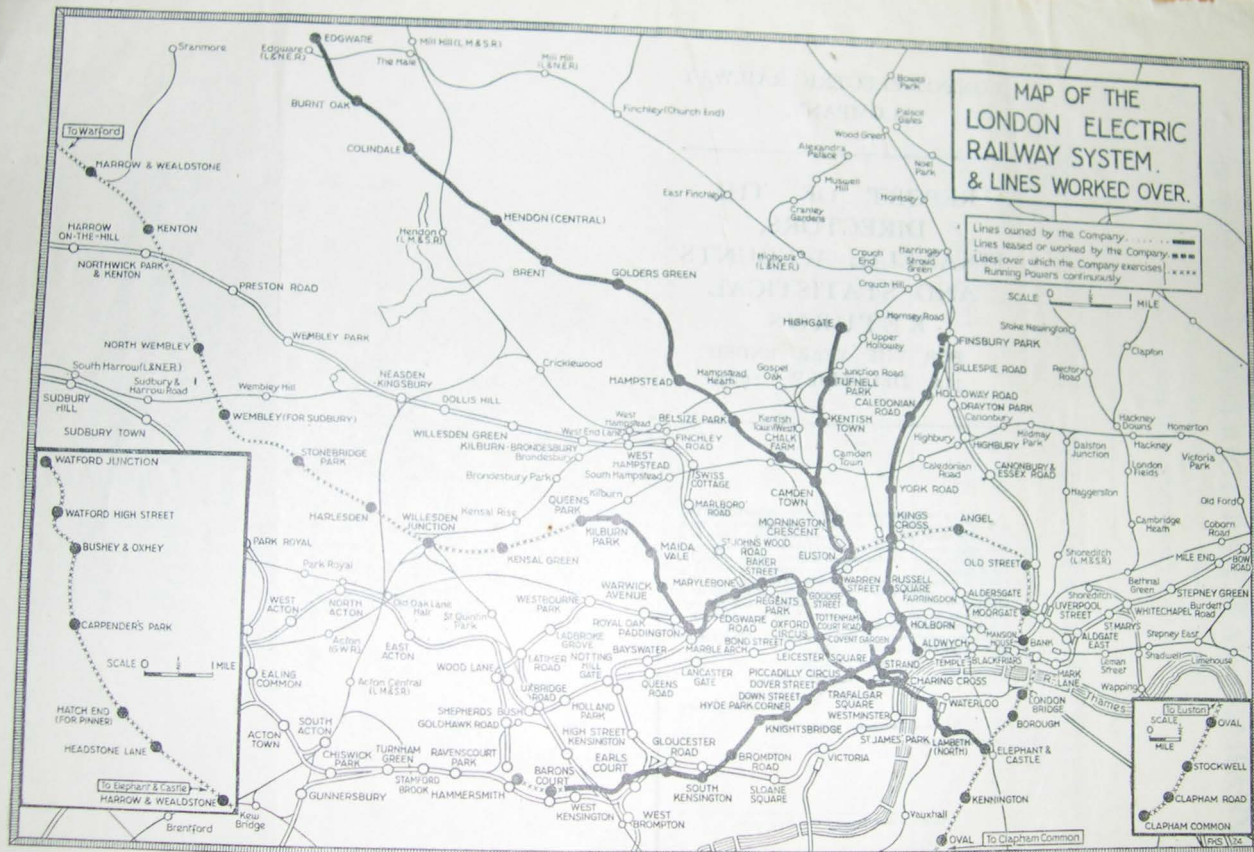 MAP OF THE
LONDON ELECTRIC
RAILWAY SYSTEM.
& LINES WORKED OVER.
Lines owned by the Company
Lines leased or worked by the Company
Lines over which the Company exercises
Running Powers continuously
SCALE 0 1 MILE
Stanmore
Edgware
(L&N.E.R)
EDGWARE
Mill Hill (L.M&S.R)
The Hale
Mill Hill
(L&N.E.R)
Bowes
Park
BURNT OAK
Finchley (Church End)
Palace
Gates
Wood Green
To Watford
COLINDALE
Alexandra
Palace
Noel
Park
HARROW & WEALDSTONE
Muswell
Hill
East Finchley
Cranley
Gardens
Hornsey
HENDON (CENTRAL)
KENTON
HARROW
ON-THE-HILL
Hendon
(L.M&S.R)
NORTHWICK PARK
& KENTON
BRENT
GOLDERS GREEN
Highgate
(L&N.E.R)
Crouch
End
Harringay
Stroud
Green
Crouch Hill
PRESTON ROAD
HIGHGATE
Hornsey Road
Stoke Newington
NORTH WEMBLEY
WEMBLEY PARK
Upper
Holloway
FINSBURY PARK
Clapton
South Harrow (L&N.E.R)
Sudbury &
Harrow Road
Wembley Hill
NEASDEN
-KINGSBURY
Cricklewood
HAMPSTEAD
Hampstead
Heath
Gospel
Oak
Junction Road
TUFNELL
PARK
GILLESPIE ROAD
Rectory
Road
SUDBURY
HILL
DOLLIS HILL
CALEDONIAN
ROAD
HOLLOWAY ROAD
DRAYTON PARK
SUDBURY TOWN
WEMBLEY (FOR SUDBURY)
WILLESDEN GREEN
KILBURN-BRONDESBURY
Brondesbury
West End Lane
West
Hampstead
BELSIZE PARK
FINCHLEY
ROAD
Kentish
Town West
CHALK
FARM
KENTISH
TOWN
Canonbury
Highbury
HIGHBURY
Mildmay
Park
Dalston
Junction
Hackney
Downs
Hackney
Homerton
Victoria
Park
WEST
HAMPSTEAD
STONEBRIDGE
PARK
Brondesbury Park
South Hampstead
SWISS
COTTAGE
Camden
Town
Caledonian
Road
CANONBURY &
ESSEX ROAD
London
Fields
HARLESDEN
WILLESDEN
JUNCTION
Kensal Rise
QUEENS
PARK
Kilburn
KILBURN
PARK
MARLBORO'
ROAD
CAMDEN
TOWN
YORK ROAD
Haggerston
Old Ford
MORNINGTON
CRESCENT
KINGS
CROSS
ANGEL
Cambridge
Heath
Coborn
Road
KENSAL GREEN
MAIDA
VALE
ST JOHNS WOOD
ROAD
BAKER
STREET
EUSTON
OLD STREET
Shoreditch
(L.M&S.R)
MILE END
BOW
ROAD
PARK ROYAL
Park Royal
WARWICK
AVENUE
MARYLEBONE
WARREN
STREET
RUSSELL
SQUARE
Bethnal
Green
STEPNEY GREEN
WEST
ACTON
NORTH
ACTON
Old Oak Lane
Halt
WESTBOURNE
PARK
ROYAL OAK
PADDINGTON
EDGWARE
ROAD
REGENTS
PARK
GOODGE
STREET
FARRINGDON
ALDERSGATE
MOORGATE
Shoreditch
LIVERPOOL
STREET
WHITECHAPEL
Burdett
Road
St Quintin
Park
LADBROKE
GROVE
OXFORD
CIRCUS
TOTTENHAM
COURT ROAD
HOLBORN
ST MARYS
Acton
(G.W.R)
EAST
ACTON
LATIMER
ROAD
NOTTING
HILL
GATE
BAYSWATER
MARBLE ARCH
BOND STREET
COVENT GARDEN
ALDWYCH
MANSION
HOUSE
BANK
ALDGATE
EAST
Stepney East
WOOD LANE
LANCASTER
GATE
LEICESTER SQUARE
STRAND
TEMPLE
BLACKFRIARS
Leman
Street
Shadwell
Limehouse
EALING
COMMON
Acton Central
(L.M&S.R)
UXBRIDGE
ROAD
QUEENS
ROAD
PICCADILLY CIRCUS
DOVER STREET
CHARING CROSS
MARK
LANE
Wapping
SHEPHERDS BUSH
GOLDHAWK ROAD
HOLLAND
PARK
DOWN STREET
HYDE PARK CORNER
TRAFALGAR
SQUARE
WATERLOO
LONDON
BRIDGE
Thames
ACTON
TOWN
SOUTH
ACTON
HIGH STREET
KENSINGTON
KNIGHTSBRIDGE
WESTMINSTER
BOROUGH
CHISWICK
PARK
TURNHAM
GREEN
RAVENSCOURT
PARK
GLOUCESTER
ROAD
ST JAMES' PARK
LAMBETH
(NORTH)
ELEPHANT &
CASTLE
STAMFORD
BROOK
HAMMERSMITH
BARONS
COURT
EARLS
COURT
BROMPTON
ROAD
VICTORIA
GUNNERSBURY
WEST
KENSINGTON
SOUTH
KENSINGTON
SLOANE
SQUARE
KENNINGTON
Kew
Bridge
Brentford
WEST
BROMPTON
Vauxhall
OVAL
To Clapham Common
WATFORD JUNCTION
WATFORD HIGH STREET
BUSHEY & OXHEY
CARPENDER'S PARK
SCALE 0 1 MILE
HATCH END
(FOR PINNER)
HEADSTONE LANE
To Elephant & Castle
HARROW & WEALDSTONE
To Euston
SCALE
0 1
MILE
OVAL
STOCKWELL
CLAPHAM ROAD
CLAPHAM COMMON